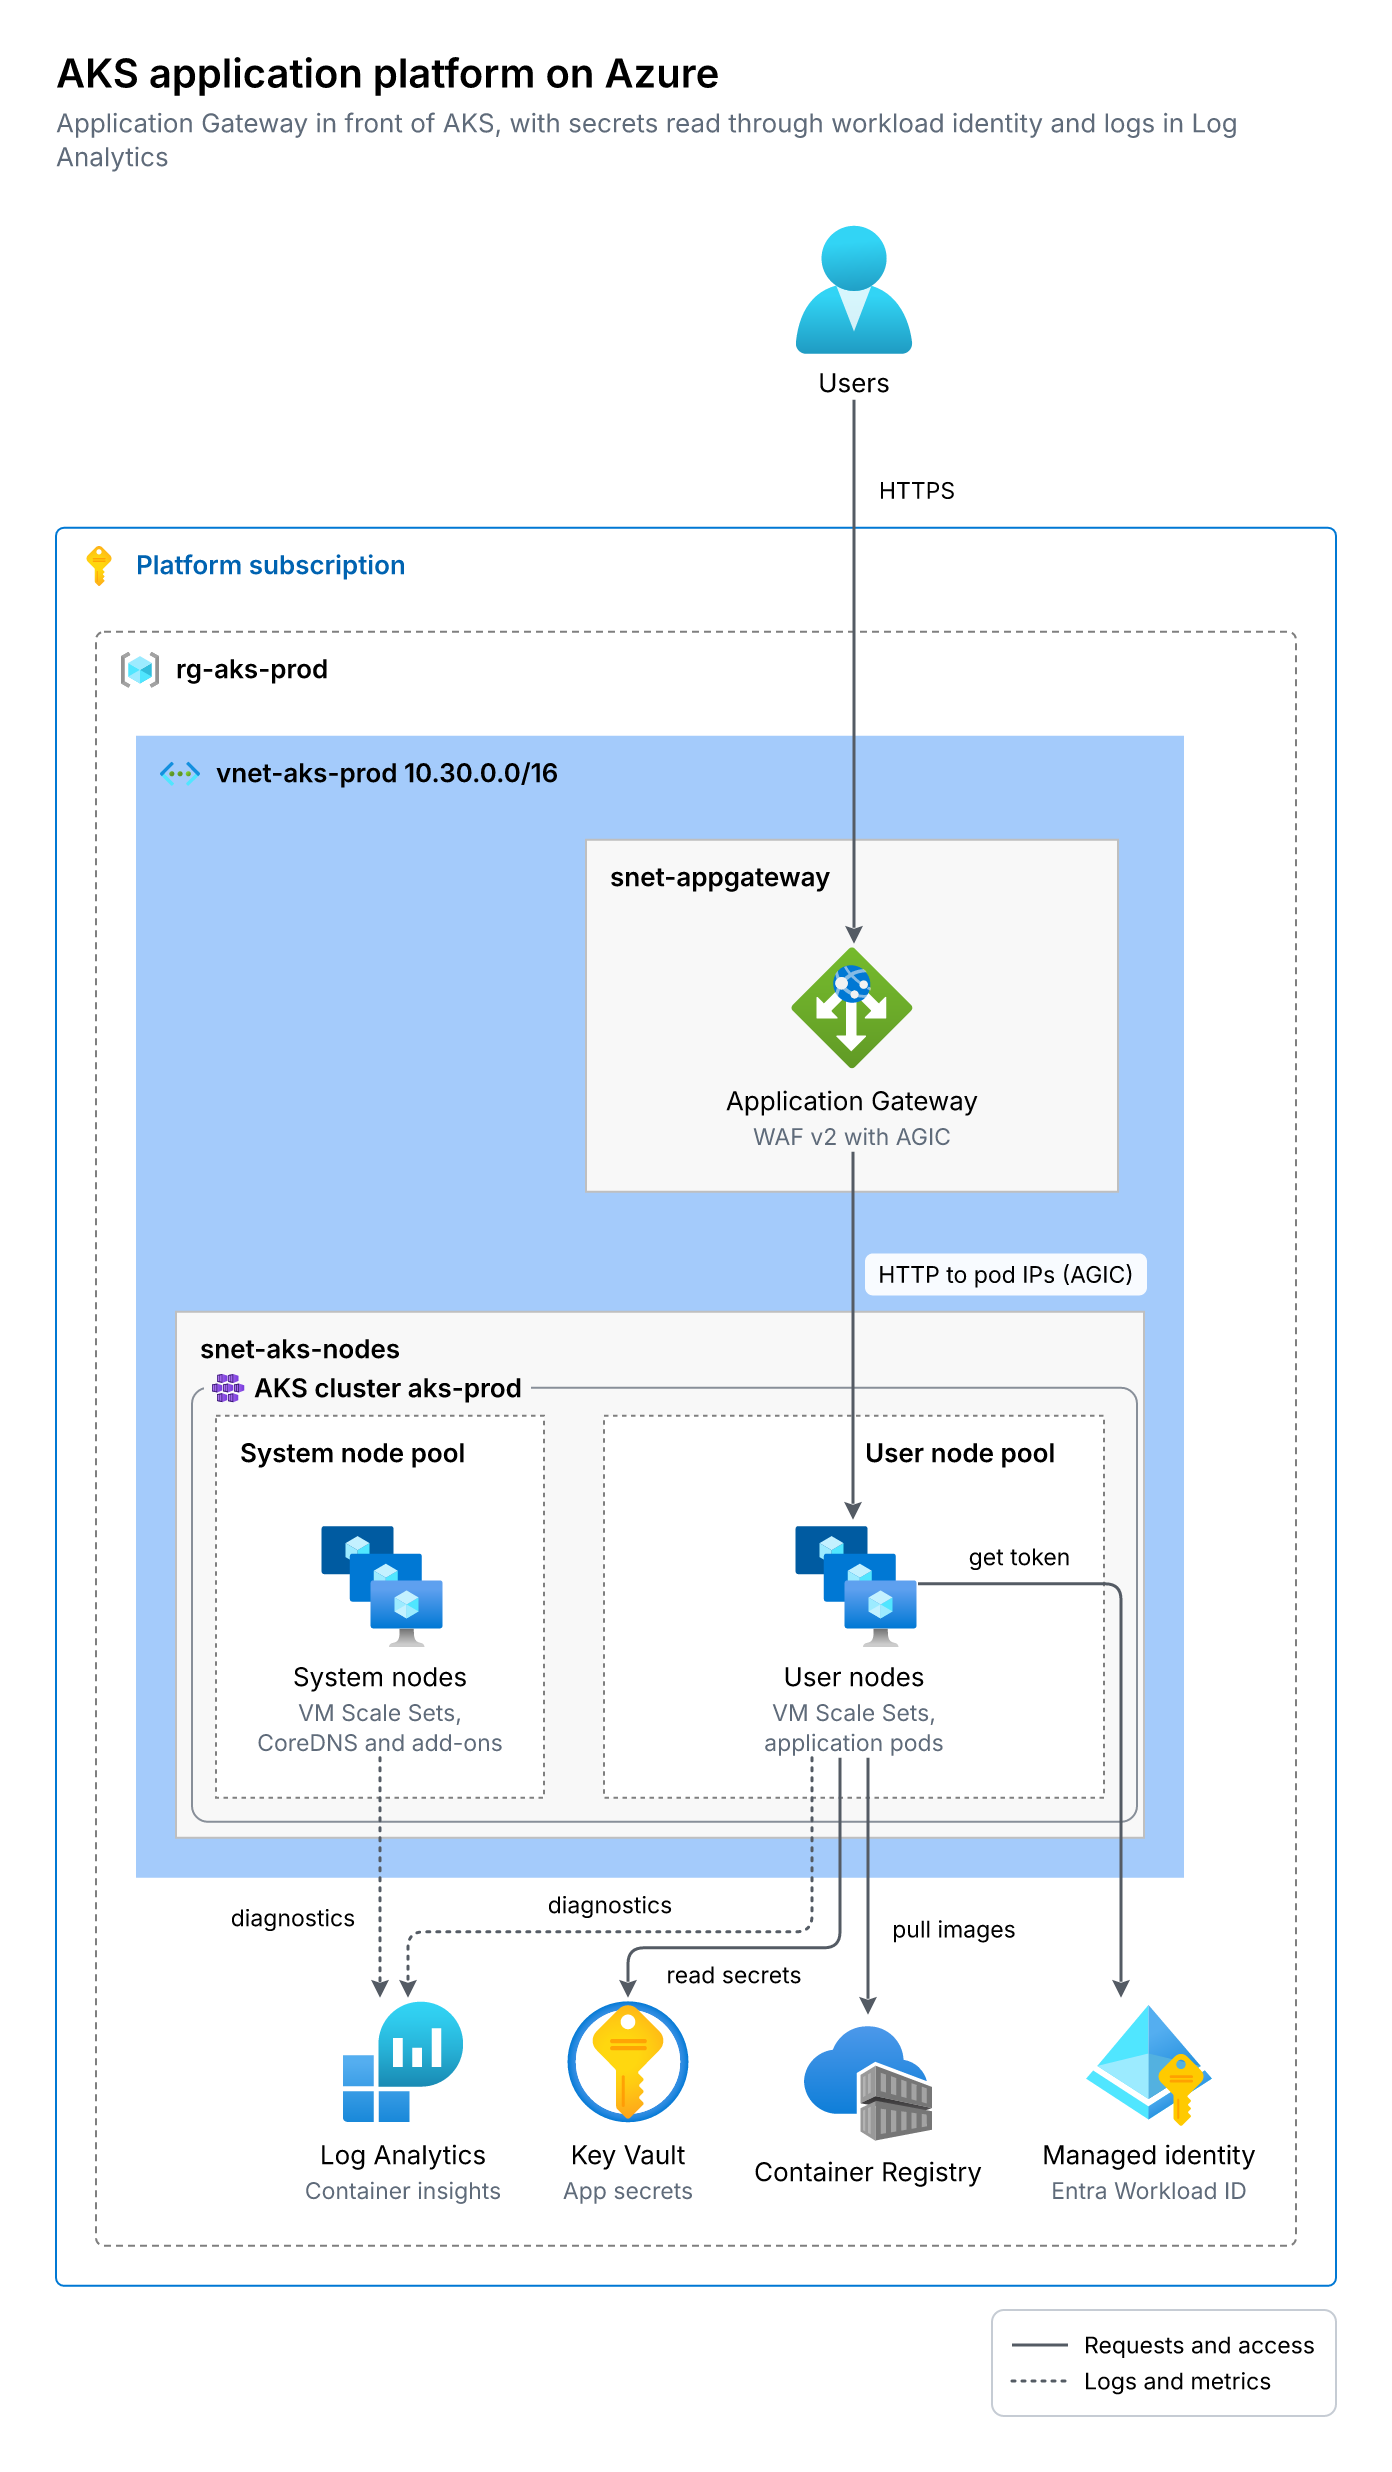 AKS application platform on Azure
Application Gateway in front of AKS, with secrets read through workload identity and logs in Log
Analytics
Users
HTTPS
Platform subscription
rg-aks-prod
vnet-aks-prod 10.30.0.0/16
snet-appgateway
Application Gateway
WAF v2 with AGIC
HTTP to pod IPs (AGIC)
snet-aks-nodes
AKS cluster aks-prod
System node pool
User node pool
get token
System nodes
VM Scale Sets,
CoreDNS and add-ons
User nodes
VM Scale Sets,
application pods
diagnostics
diagnostics
pull images
read secrets
Log Analytics
Container insights
Key Vault
App secrets
Container Registry
Managed identity
Entra Workload ID
Requests and access
Logs and metrics